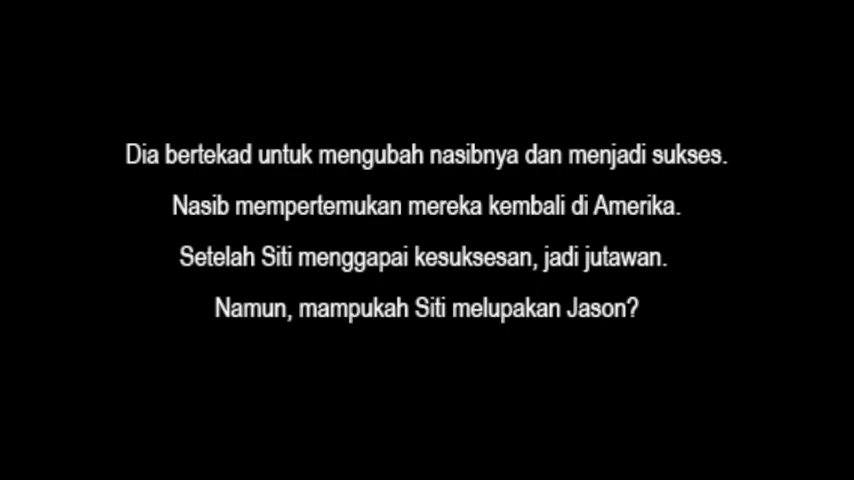 Dia bertekad untuk mengubah nasibnya dan menjadi sukses.
Nasib mempertemukan mereka kembali di Amerika.
Setelah Siti menggapai kesuksesan, jadi jutawan.
Namun, mampukah Siti melupakan Jason?